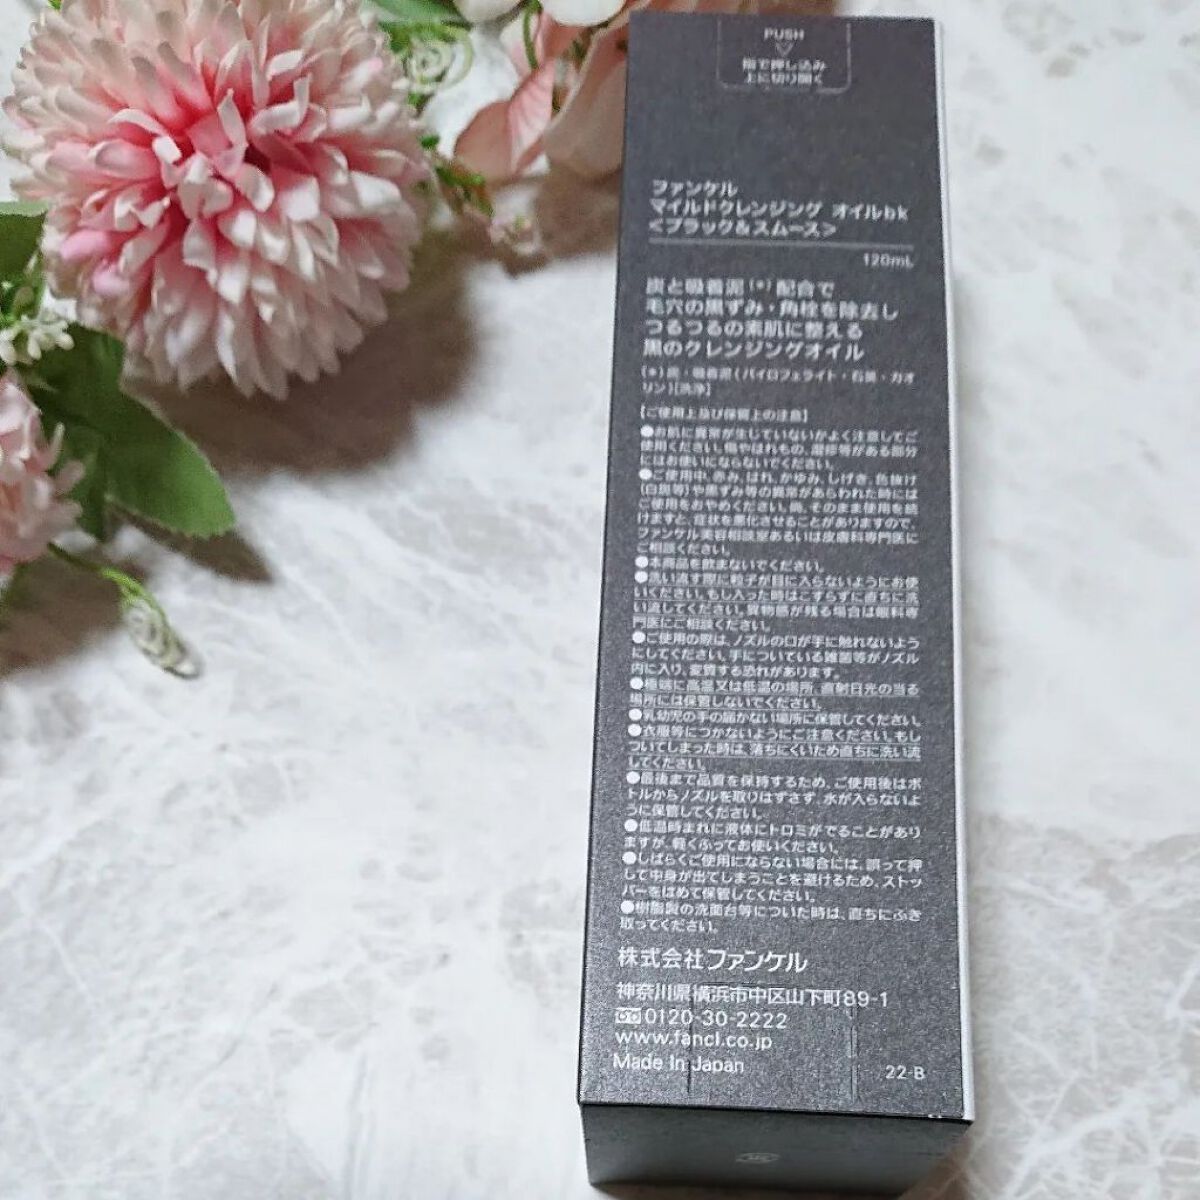 PUSH
指で押し込み
上に切り開く
ファンケル
マイルドクレンジング オイルbk
<ブラック&スムース>
120mL
炭と吸着泥(*)配合で
毛穴の黒ずみ・角栓を除去し
つるつるの素肌に整える
黒のクレンジングオイル
(*)炭・吸着泥(パイロフェライト・石英・カオ
リン)[洗浄]
【ご使用上及び保管上の注意】
●お肌に異常が生じていないかよく注意してご
使用ください。傷やはれもの、湿疹等がある部分
にはお使いにならないでください。
●ご使用中、赤み、はれ、かゆみ、しげき、色抜け
(白斑等)や黒ずみ等の異常があらわれた時には
ご使用をおやめください。尚、そのまま使用を続
けますと、症状を悪化させることがありますので、
ファンケル美容相談室あるいは皮膚科専門医に
ご相談ください。
●本商品を飲まないでください。
●洗い流す際に粒子が目に入らないようにお使
いください。もし入った時はこすらずに直ちに洗
い流してください。異物感が残る場合は眼科専
門医にご相談ください。
●ご使用の際は、ノズルの口が手に触れないよう
にしてください。手についている雑菌等がノズル
内に入り、変質する恐れがあります。
●極端に高温又は低温の場所、直射日光の当る
場所には保管しないでください。
●乳幼児の手の届かない場所に保管してください。
●衣服等につかないようにご注意ください。もし
ついてしまった時は、落ちにくいため直ちに洗い流
してください。
●最後まで品質を保持するため、ご使用後はボ
トルからノズルを取りはずさず、水が入らないよ
うに保管してください。
●低温時まれに液体にトロミがでることがあり
ますが、軽くふってお使いください。
●しばらくご使用にならない場合には、誤って押
して中身が出てしまうことを避けるため、ストッ
パーをはめて保管してください。
●樹脂製の洗面台等についた時は、直ちにふき
取ってください。
株式会社ファンケル
神奈川県横浜市中区山下町89-1
0120-30-2222
www.fancl.co.jp
Made In Japan
22-B